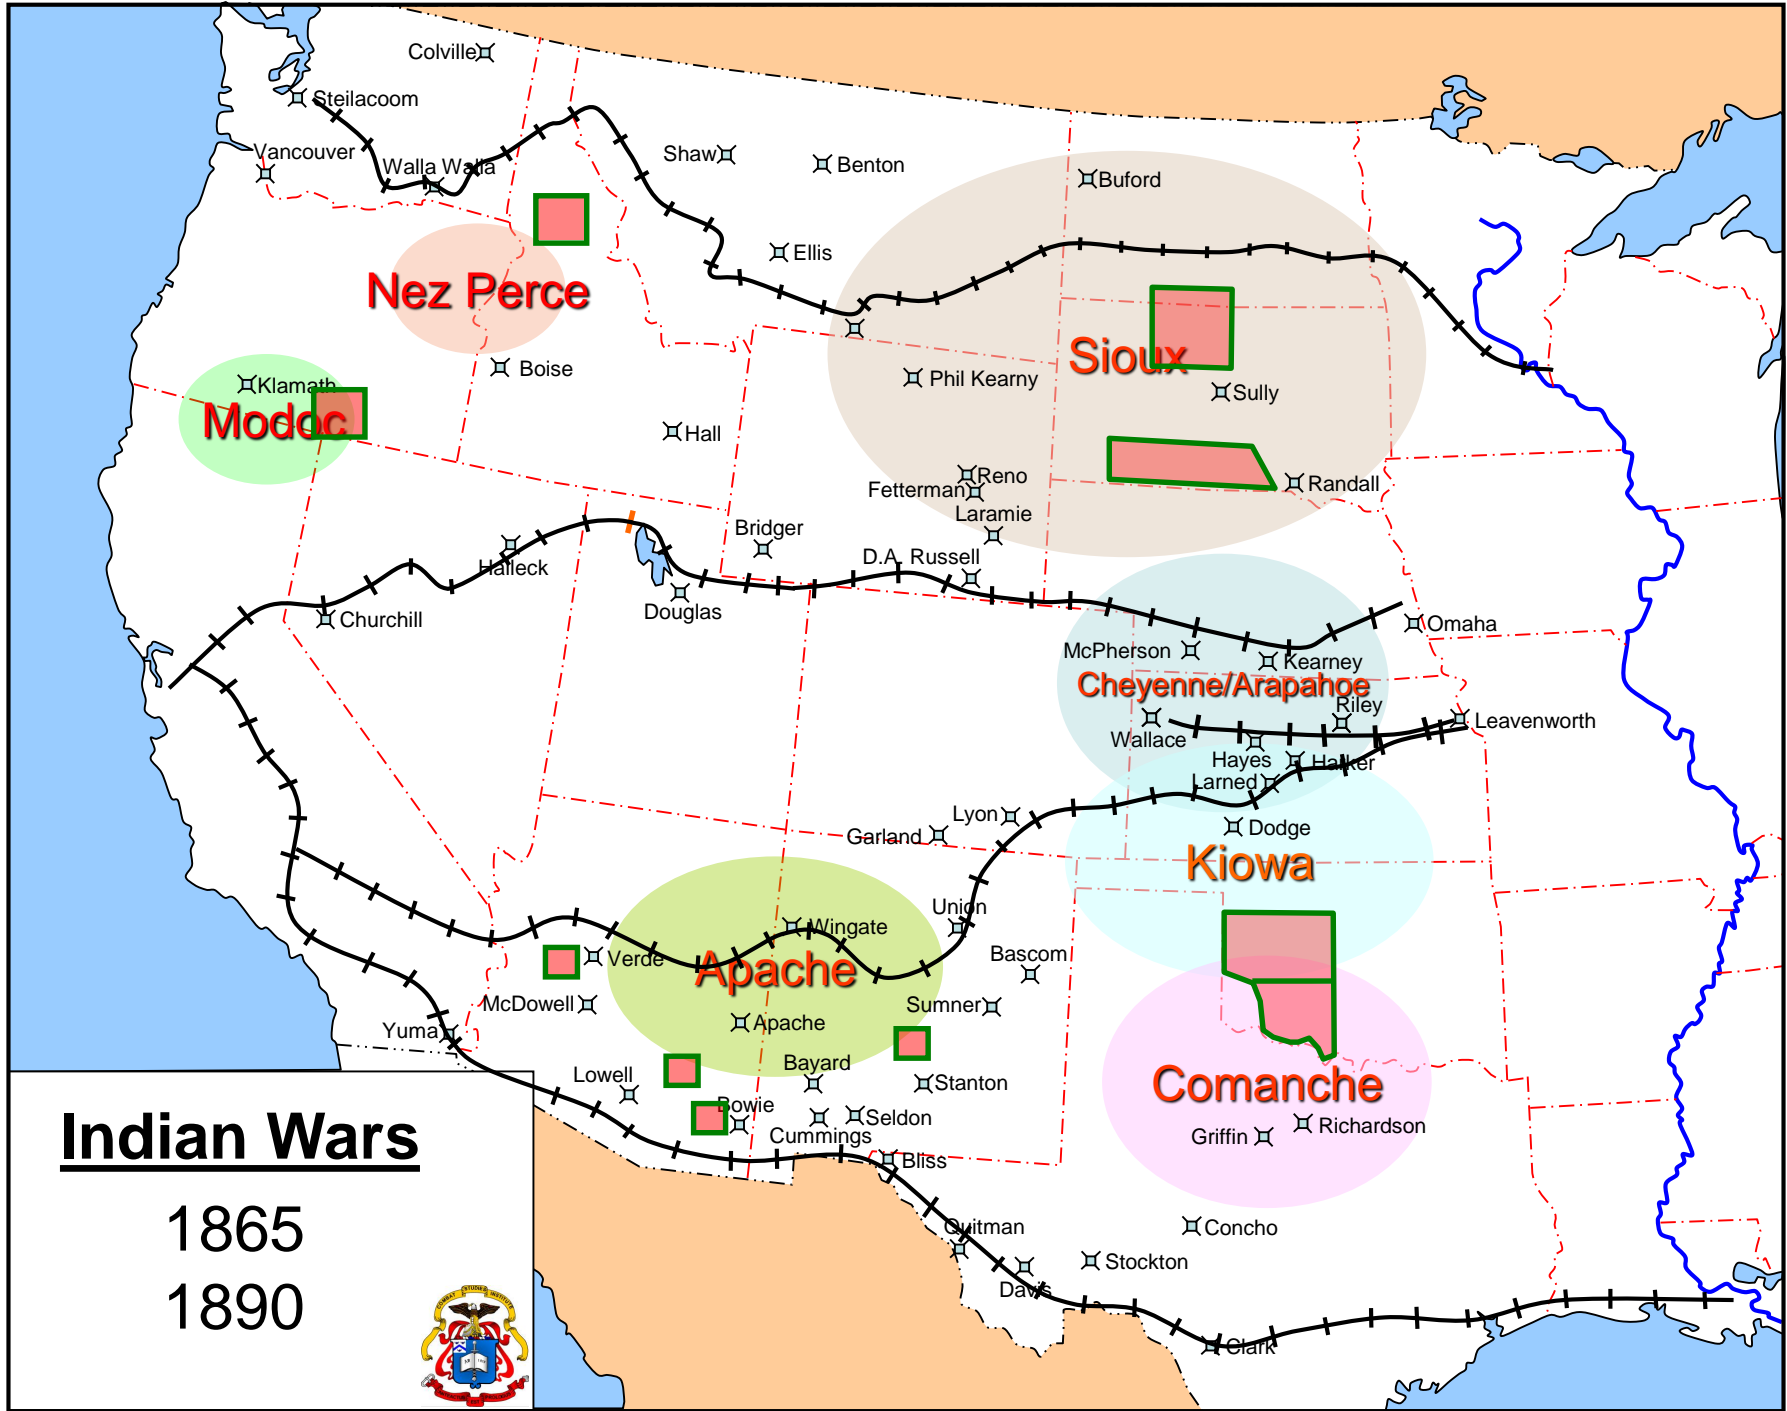 Colville
Steilacoom
Vancouver
Walla Walla
Shaw
Benton
Buford
Ellis
Nez Perce
Sioux
Boise
Phil Kearny
Klamath
Sully
Modoc
Hall
Reno
Fetterman
Randall
Laramie
Bridger
D.A. Russell
Halleck
Douglas
Churchill
Omaha
McPherson
Kearney
Cheyenne/Arapahoe
Riley
Leavenworth
Wallace
Hayes
Harker
Larned
Lyon
Garland
Dodge
Kiowa
Union
Wingate
Bascom
Verde
Apache
McDowell
Sumner
Apache
Yuma
Bayard
Lowell
Stanton
Comanche
Bowie
Seldon
Cummings
Richardson
Griffin
Bliss
Indian Wars
1865
1890
Quitman
Concho
Stockton
Davis
Clark
COMBAT STUDIES INSTITUTE